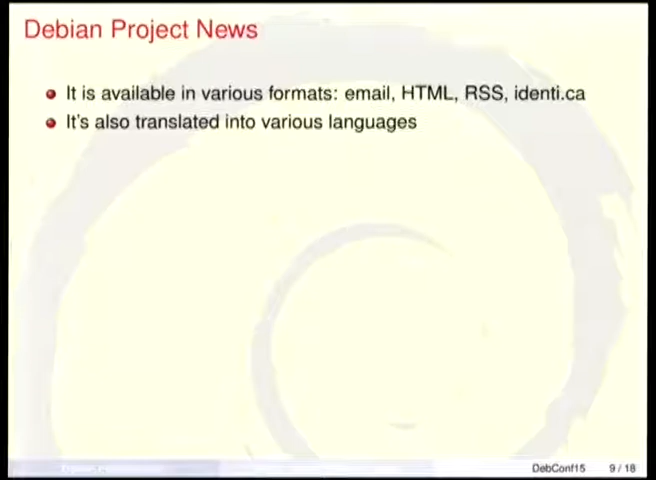 Debian Project News
It is available in various formats: email, HTML, RSS, identi.ca
It's also translated into various languages
DebConf15 9 / 18